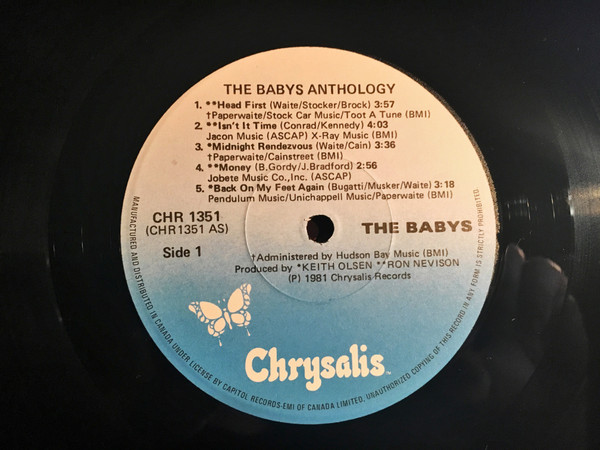 THE BABYS ANTHOLOGY
1. **Head First (Waite/Stocker/Brock) 3:57
†Paperwaite/Stock Car Music/Toot A Tune (BMI)
2. **Isn't It Time (Conrad/Kennedy) 4:03
Jacon Music (ASCAP) X-Ray Music (BMI)
3. *Midnight Rendezvous (Waite/Cain) 3:36
†Paperwaite/Cainstreet (BMI)
4. **Money (B.Gordy/J.Bradford) 2:56
Jobete Music Co.,Inc. (ASCAP)
5. *Back On My Feet Again (Bugatti/Musker/Waite) 3:18
Pendulum Music/Unichappell Music/Paperwaite (BMI)
CHR 1351
(CHR1351 AS)
THE BABYS
Side 1
†Administered by Hudson Bay Music (BMI)
Produced by *KEITH OLSEN **RON NEVISON
(P) 1981 Chrysalis Records
Chrysalis™
MANUFACTURED AND DISTRIBUTED IN CANADA UNDER LICENSE BY CAPITOL RECORDS-EMI OF CANADA LIMITED, UNAUTHORIZED COPYING OF THIS RECORD IN ANY FORM IS STRICTLY PROHIBITED.